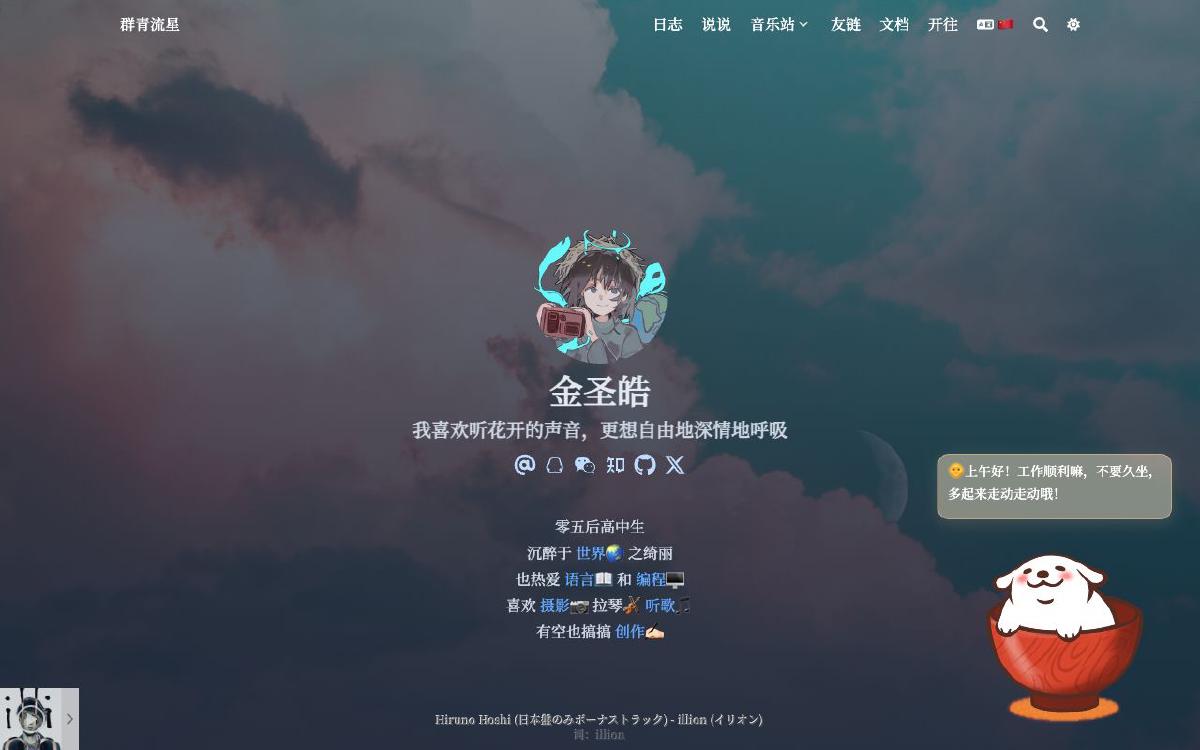 群青流星
日志 说说 音乐站 友链 文档 开往
金圣皓
我喜欢听花开的声音，更想自由地深情地呼吸
零五后高中生
沉醉于 世界🌏 之绮丽
也热爱 语言📖 和 编程🖥️
喜欢 摄影📷 拉琴🎻 听歌🎵
有空也搞搞 创作✍🏻
🌞上午好！工作顺利嘛，不要久坐，
多起来走动走动哦！
Hiruno Hoshi (日本盤のみボーナストラック) - illion (イリオン)
词：illion